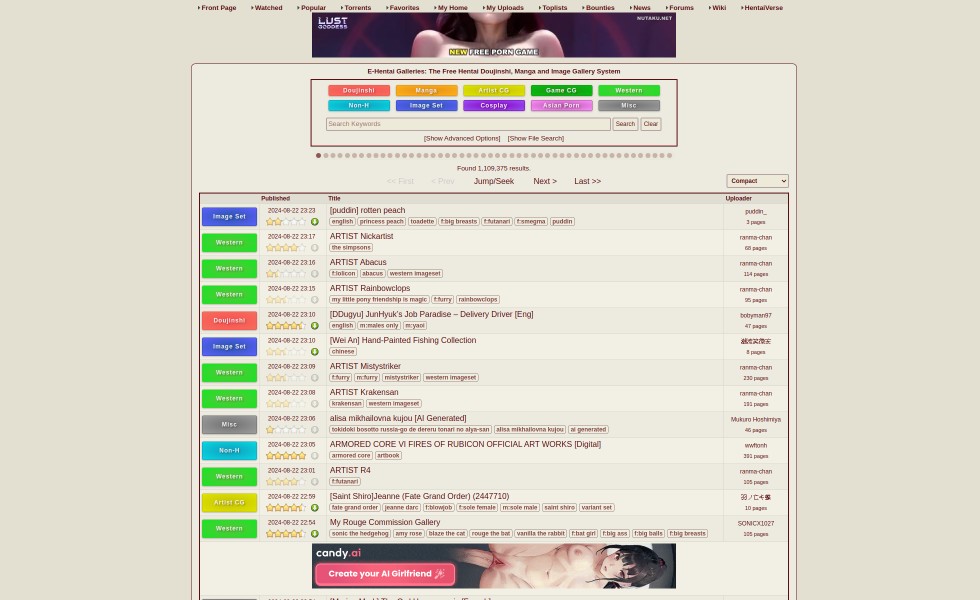 Front Page Watched Popular Torrents Favorites My Home My Uploads Toplists Bounties News Forums Wiki HentaiVerse
LUST GODDESS
NUTAKU.NET
NEW FREE PORN GAME
E-Hentai Galleries: The Free Hentai Doujinshi, Manga and Image Gallery System
Doujinshi Manga Artist CG Game CG Western
Non-H Image Set Cosplay Asian Porn Misc
Search Keywords Search Clear
[Show Advanced Options] [Show File Search]
Found 1,109,375 results.
<< First < Prev Jump/Seek Next > Last >> Compact
Published Title Uploader
Image Set 2024-08-22 23:23 [puddin] rotten peach puddin_
english princess peach toadette f:big breasts f:futanari f:smegma puddin 3 pages
Western 2024-08-22 23:17 ARTIST Nickartist ranma-chan
the simpsons 68 pages
Western 2024-08-22 23:16 ARTIST Abacus ranma-chan
f:lolicon abacus western imageset 114 pages
Western 2024-08-22 23:15 ARTIST Rainbowclops ranma-chan
my little pony friendship is magic f:furry rainbowclops 95 pages
Doujinshi 2024-08-22 23:10 [DDugyu] JunHyuk's Job Paradise – Delivery Driver [Eng] bobyman97
english m:males only m:yaoi 47 pages
Image Set 2024-08-22 23:10 [Wei An] Hand-Painted Fishing Collection
chinese 8 pages
Western 2024-08-22 23:09 ARTIST Mistystriker ranma-chan
f:furry m:furry mistystriker western imageset 230 pages
Western 2024-08-22 23:08 ARTIST Krakensan ranma-chan
krakensan western imageset 191 pages
Misc 2024-08-22 23:06 alisa mikhailovna kujou [AI Generated] Mukuro Hoshimiya
tokidoki bosotto russia-go de dereru tonari no alya-san alisa mikhailovna kujou ai generated 46 pages
Non-H 2024-08-22 23:05 ARMORED CORE VI FIRES OF RUBICON OFFICIAL ART WORKS [Digital] wwftonh
armored core artbook 391 pages
Western 2024-08-22 23:01 ARTIST R4 ranma-chan
f:futanari 105 pages
Artist CG 2024-08-22 22:59 [Saint Shiro]Jeanne (Fate Grand Order) (2447710)
fate grand order jeanne darc f:blowjob f:sole female m:sole male saint shiro variant set 10 pages
Western 2024-08-22 22:54 My Rouge Commission Gallery SONICX1027
sonic the hedgehog amy rose blaze the cat rouge the bat vanilla the rabbit f:bat girl f:big ass f:big balls f:big breasts 105 pages
candy.ai
Create your AI Girlfriend